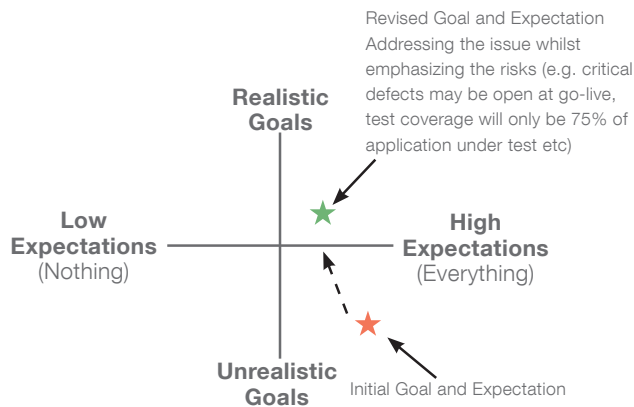 Revised Goal and Expectation
Addressing the issue whilst
emphasizing the risks (e.g. critical
defects may be open at go-live,
test coverage will only be 75% of
application under test etc)
Realistic
Goals
Low
Expectations
(Nothing)
High
Expectations
(Everything)
Unrealistic
Goals
Initial Goal and Expectation